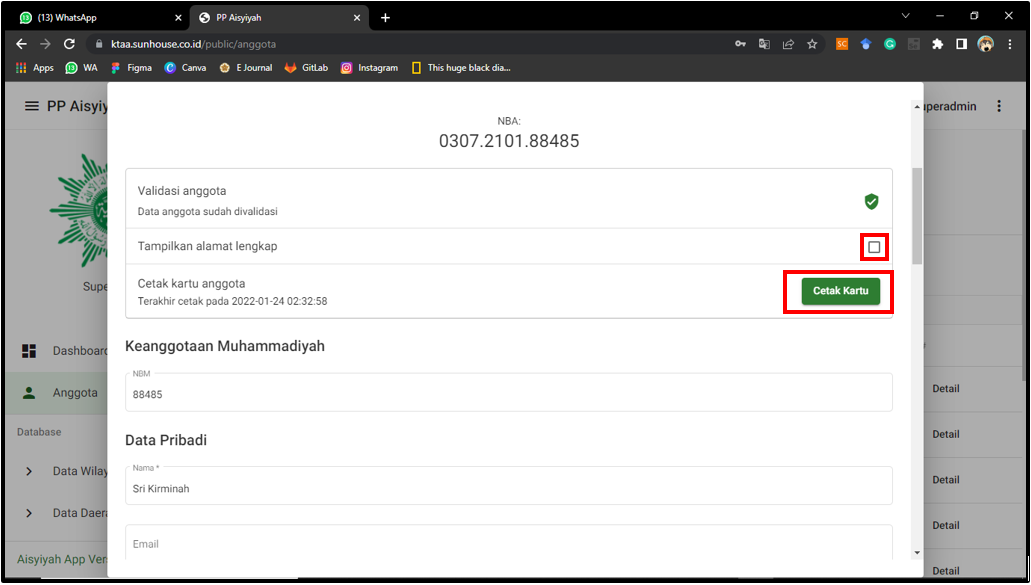 (13) WhatsApp
PP Aisyiyah
ktaa.sunhouse.co.id/public/anggota
Apps
WA
Figma
Canva
E Journal
GitLab
Instagram
This huge black dia...
PP Aisyiy
uperadmin
NBA:
0307.2101.88485
Validasi anggota
Data anggota sudah divalidasi
Tampilkan alamat lengkap
Cetak kartu anggota
Terakhir cetak pada 2022-01-24 02:32:58
Cetak Kartu
Supe
Keanggotaan Muhammadiyah
Dashboard
NBM
88485
Anggota
Detail
Database
Data Pribadi
Detail
Data Wilay
Nama *
Sri Kirminah
Detail
Data Daera
Detail
Email
Aisyiyah App Vers
Detail